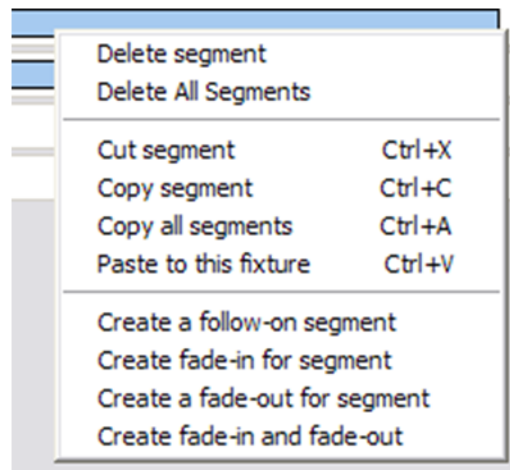 Delete segment
Delete All Segments
Cut segment Ctrl+X
Copy segment Ctrl+C
Copy all segments Ctrl+A
Paste to this fixture Ctrl+V
Create a follow-on segment
Create fade-in for segment
Create a fade-out for segment
Create fade-in and fade-out